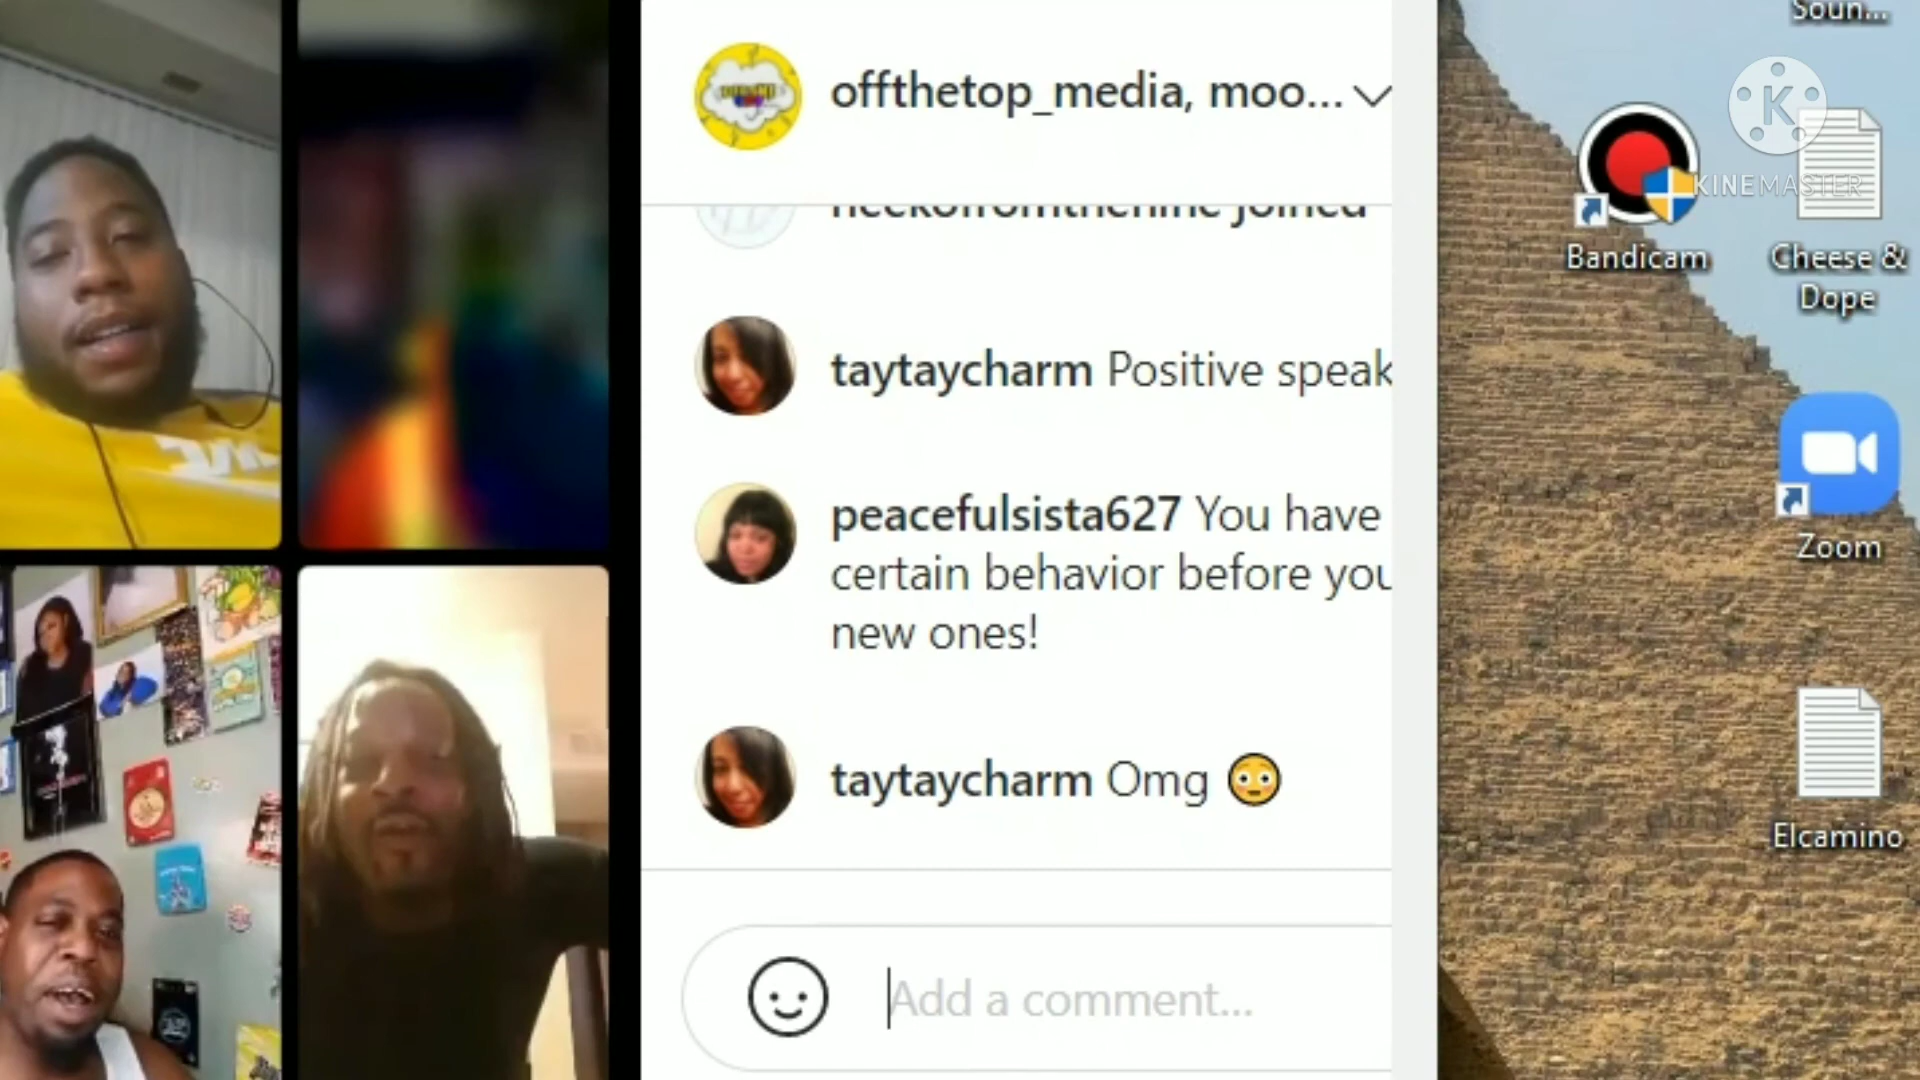 offthetop_media, moo...
joined
taytaycharm Positive speak
peacefulsista627 You have
certain behavior before you
new ones!
taytaycharm Omg 😳
Add a comment...
Soun...
KINEMASTER
Bandicam
Cheese &
Dope
Zoom
Elcamino